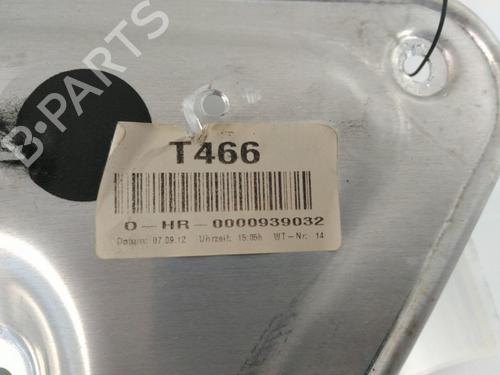 B-PARTS
T466
O-HR-0000939032
Datum: 07.09.12 Uhrzeit: 15:05h WT-Nr: 14